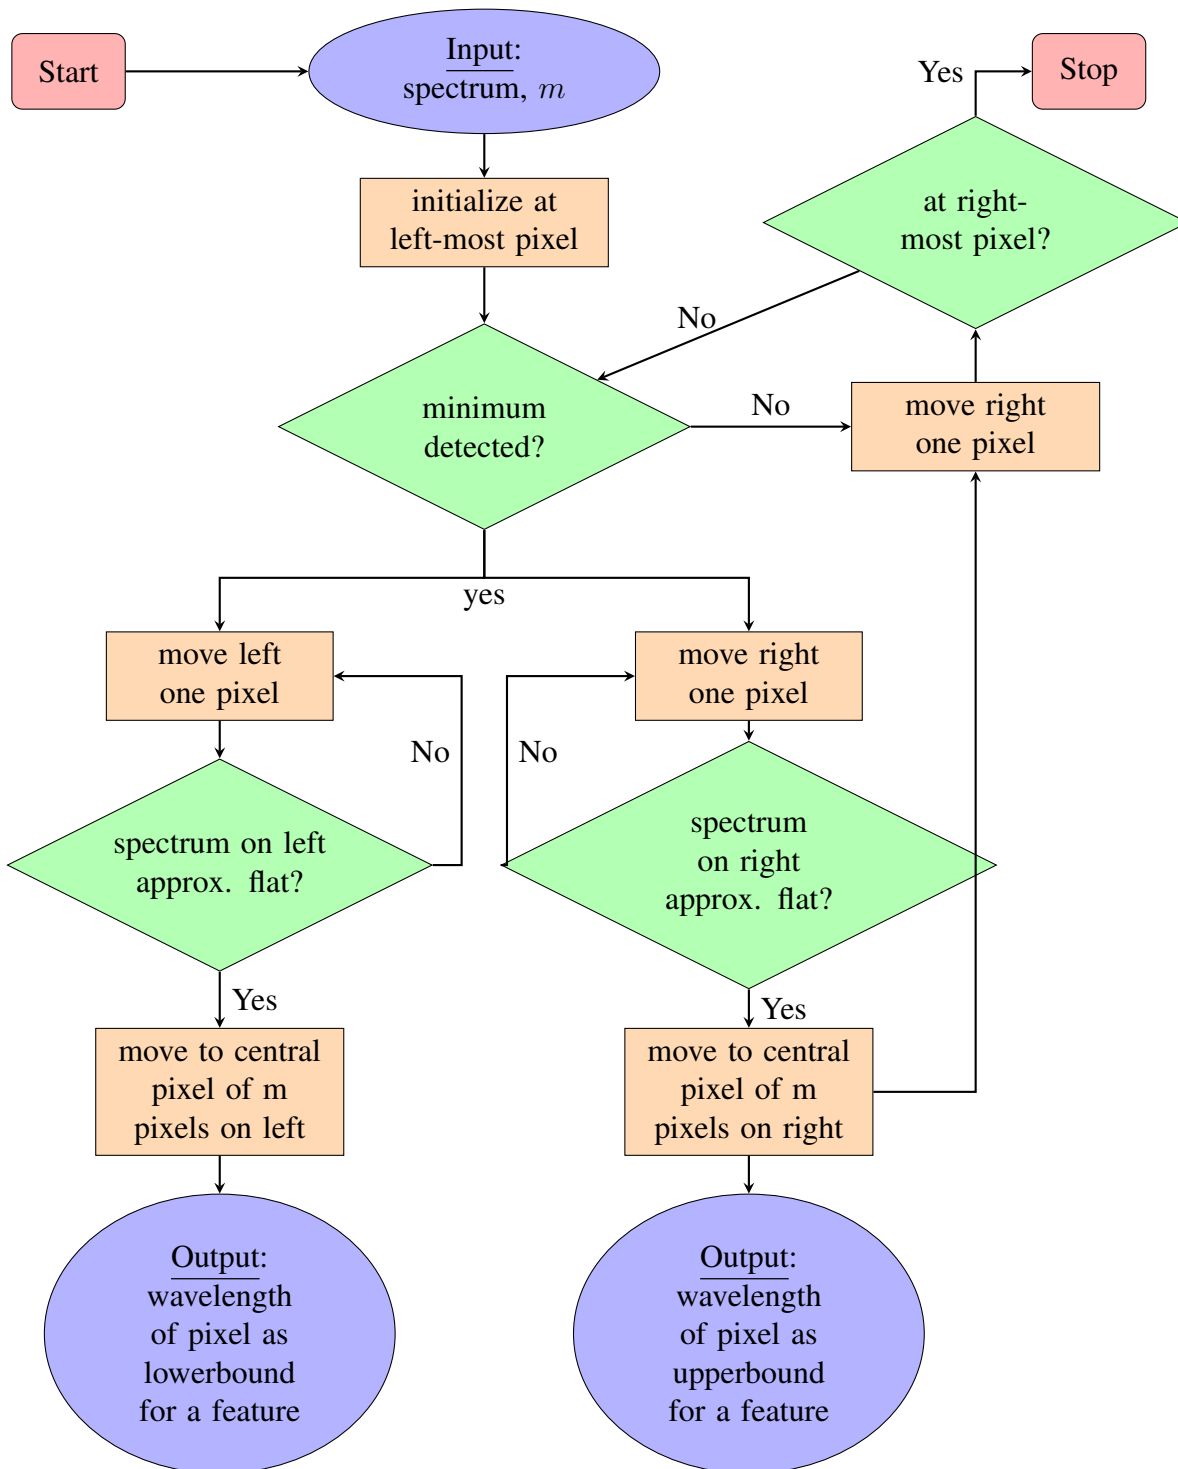 Start
Input:
spectrum, m
Yes
Stop
initialize at
left-most pixel
at right-
most pixel?
No
minimum
detected?
No
move right
one pixel
yes
move left
one pixel
move right
one pixel
No
No
spectrum on left
approx. flat?
spectrum
on right
approx. flat?
Yes
Yes
move to central
pixel of m
pixels on left
move to central
pixel of m
pixels on right
Output:
wavelength
of pixel as
lowerbound
for a feature
Output:
wavelength
of pixel as
upperbound
for a feature